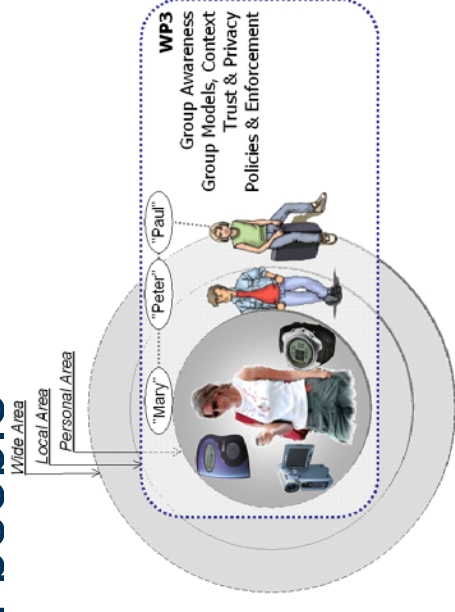 Wide Area
Local Area
Personal Area
"Mary"
"Peter"
"Paul"
WP3
Group Awareness
Group Models, Context
Trust & Privacy
Policies & Enforcement